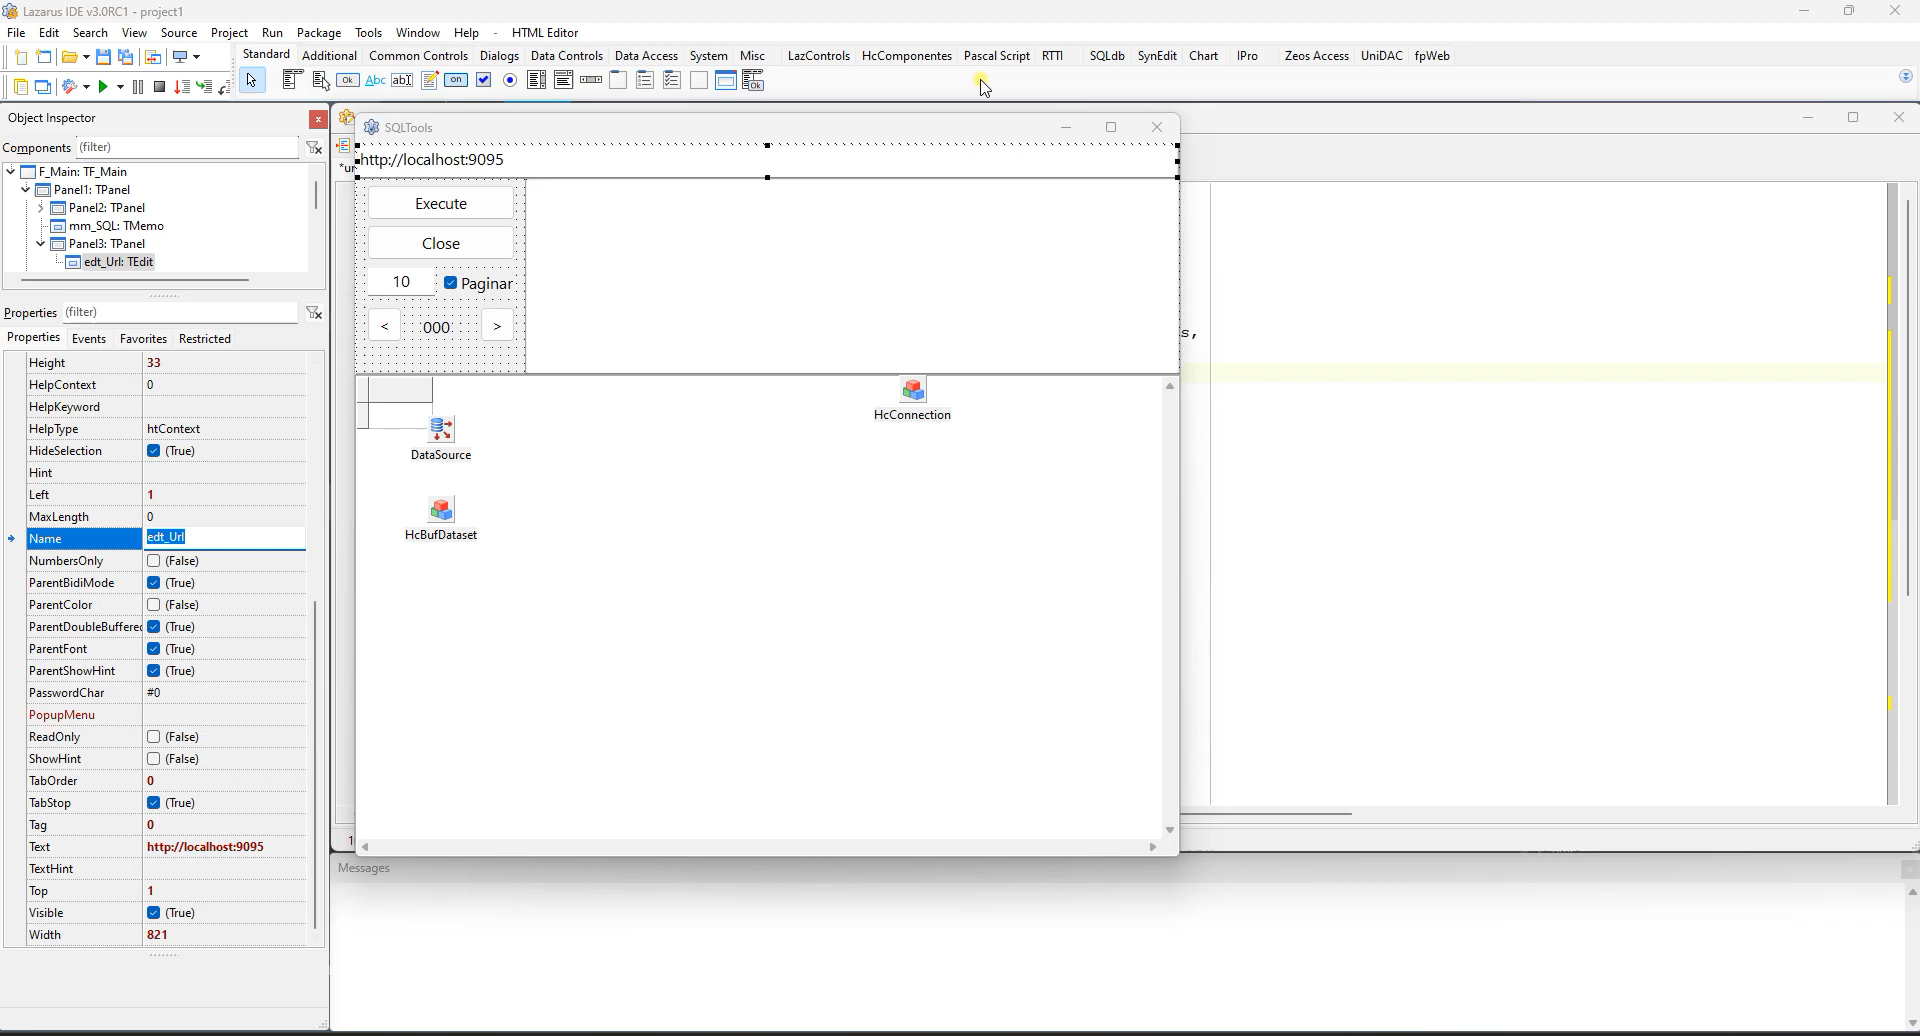 Lazarus IDE v3.0RC1 - project1
File Edit Search View Source Project Run Package Tools Window Help - HTML Editor
Standard Additional Common Controls Dialogs Data Controls Data Access System Misc LazControls HcComponentes Pascal Script RTTI SQLdb SynEdit Chart IPro Zeos Access UniDAC fpWeb
Ok Abc ab on Ok
Object Inspector
Components (filter)
F_Main: TF_Main
Panel1: TPanel
Panel2: TPanel
mm_SQL: TMemo
Panel3: TPanel
edt_Url: TEdit
Properties (filter)
Properties Events Favorites Restricted
Height 33
HelpContext 0
HelpKeyword
HelpType htContext
HideSelection (True)
Hint
Left 1
MaxLength 0
Name edt_Url
NumbersOnly (False)
ParentBidiMode (True)
ParentColor (False)
ParentDoubleBuffered (True)
ParentFont (True)
ParentShowHint (True)
PasswordChar #0
PopupMenu
ReadOnly (False)
ShowHint (False)
TabOrder 0
TabStop (True)
Tag 0
Text http://localhost:9095
TextHint
Top 1
Visible (True)
Width 821
SQLTools
http://localhost:9095
Execute
Close
10 Paginar
< 000 >
DataSource
HcConnection
HcBufDataset
s,
Messages